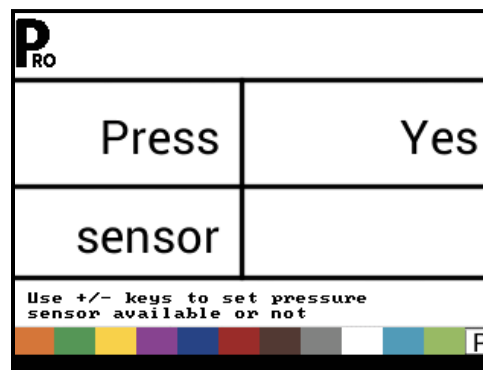 PRO
Press Yes
sensor
Use +/- keys to set pressure
sensor available or not
P